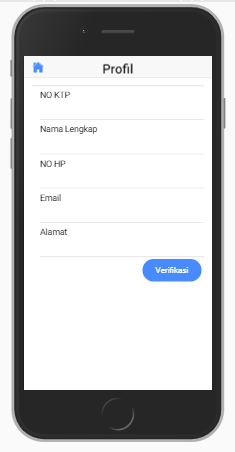 Profil
NO KTP
Nama Lengkap
NO HP
Email
Alamat
Verifikasi